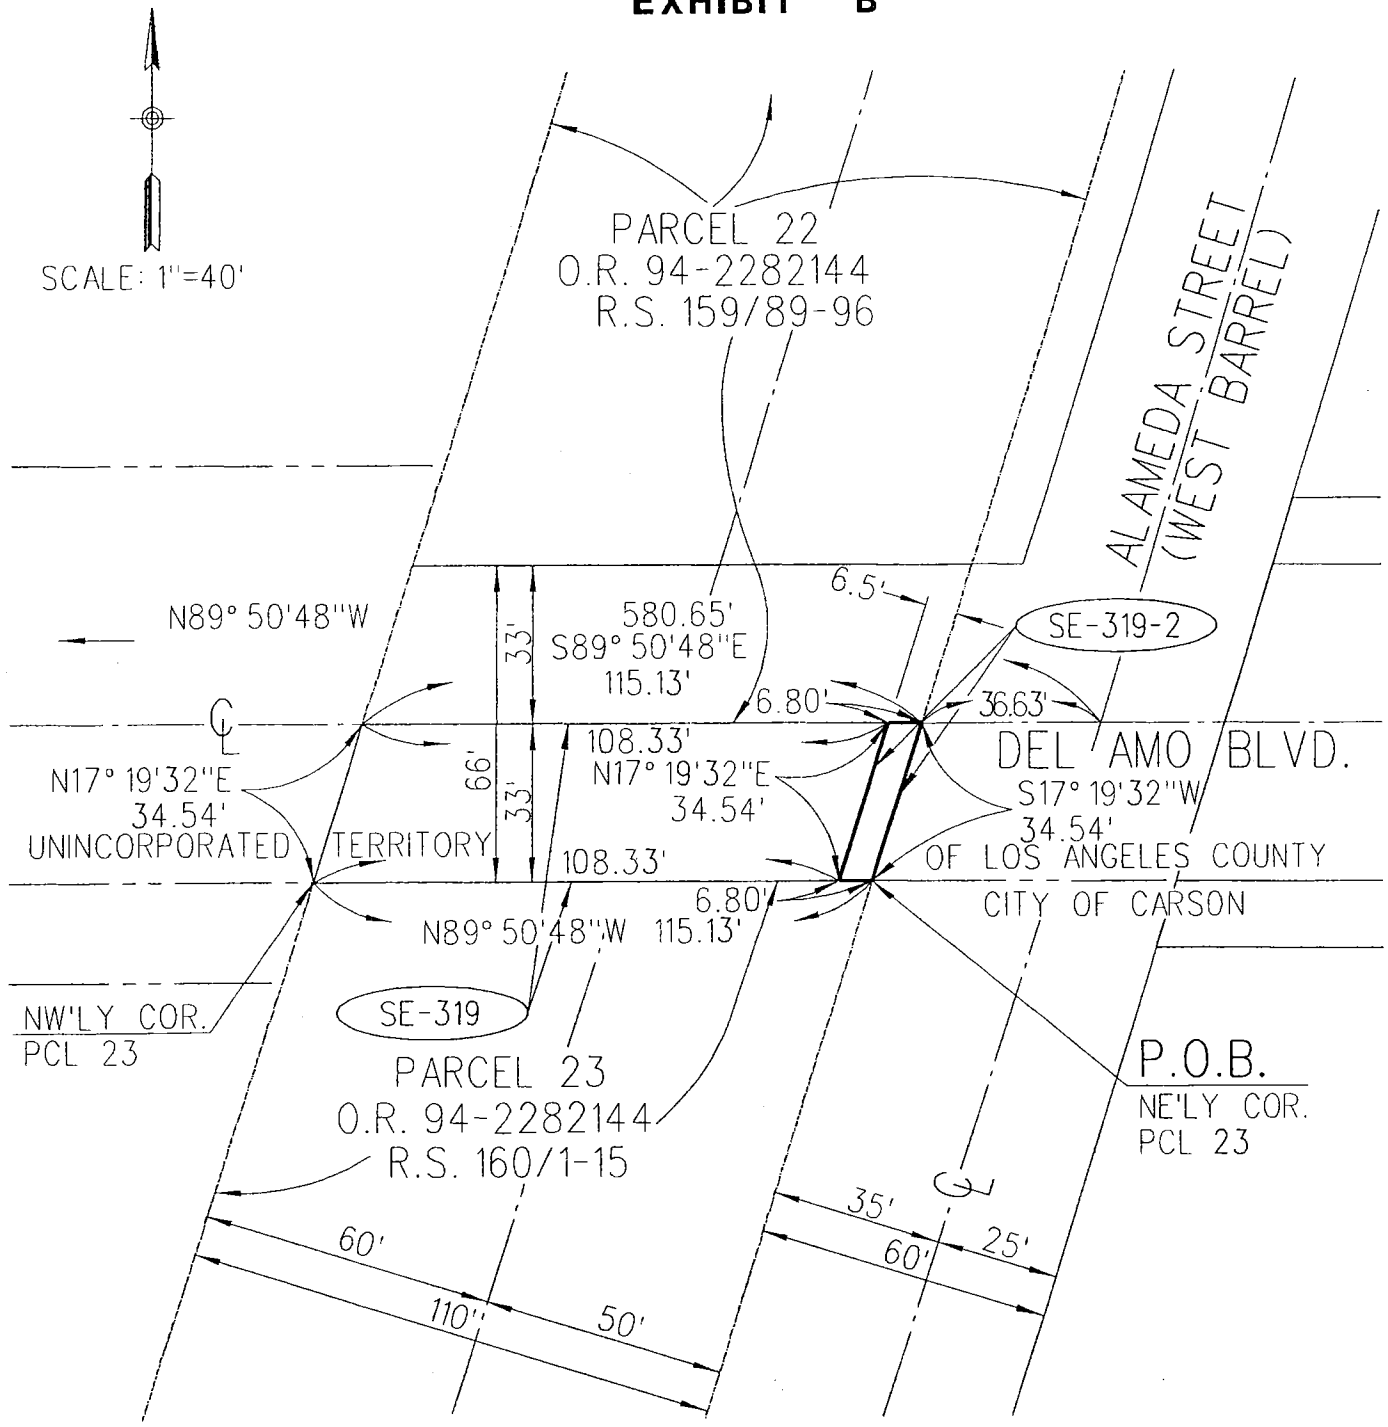 EXHIBIT "B"
SCALE: 1"=40'
PARCEL 22
O.R. 94-2282144
R.S. 159/89-96
ALAMEDA STREET
(WEST BARREL)
6.5'
SE-319-2
N89°50'48"W
33'
580.65'
S89°50'48"E
115.13'
6.80'
36.63'
CL
108.33'
DEL AMO BLVD.
66'
N17°19'32"E
34.54'
33'
N17°19'32"E
34.54'
S17°19'32"W
34.54'
UNINCORPORATED TERRITORY
OF LOS ANGELES COUNTY
108.33'
6.80'
CITY OF CARSON
N89°50'48"W 115.13'
SE-319
NW'LY COR.
PCL 23
PARCEL 23
O.R. 94-2282144
R.S. 160/1-15
P.O.B.
NE'LY COR.
PCL 23
CL
35'
25'
60'
60'
50'
110'